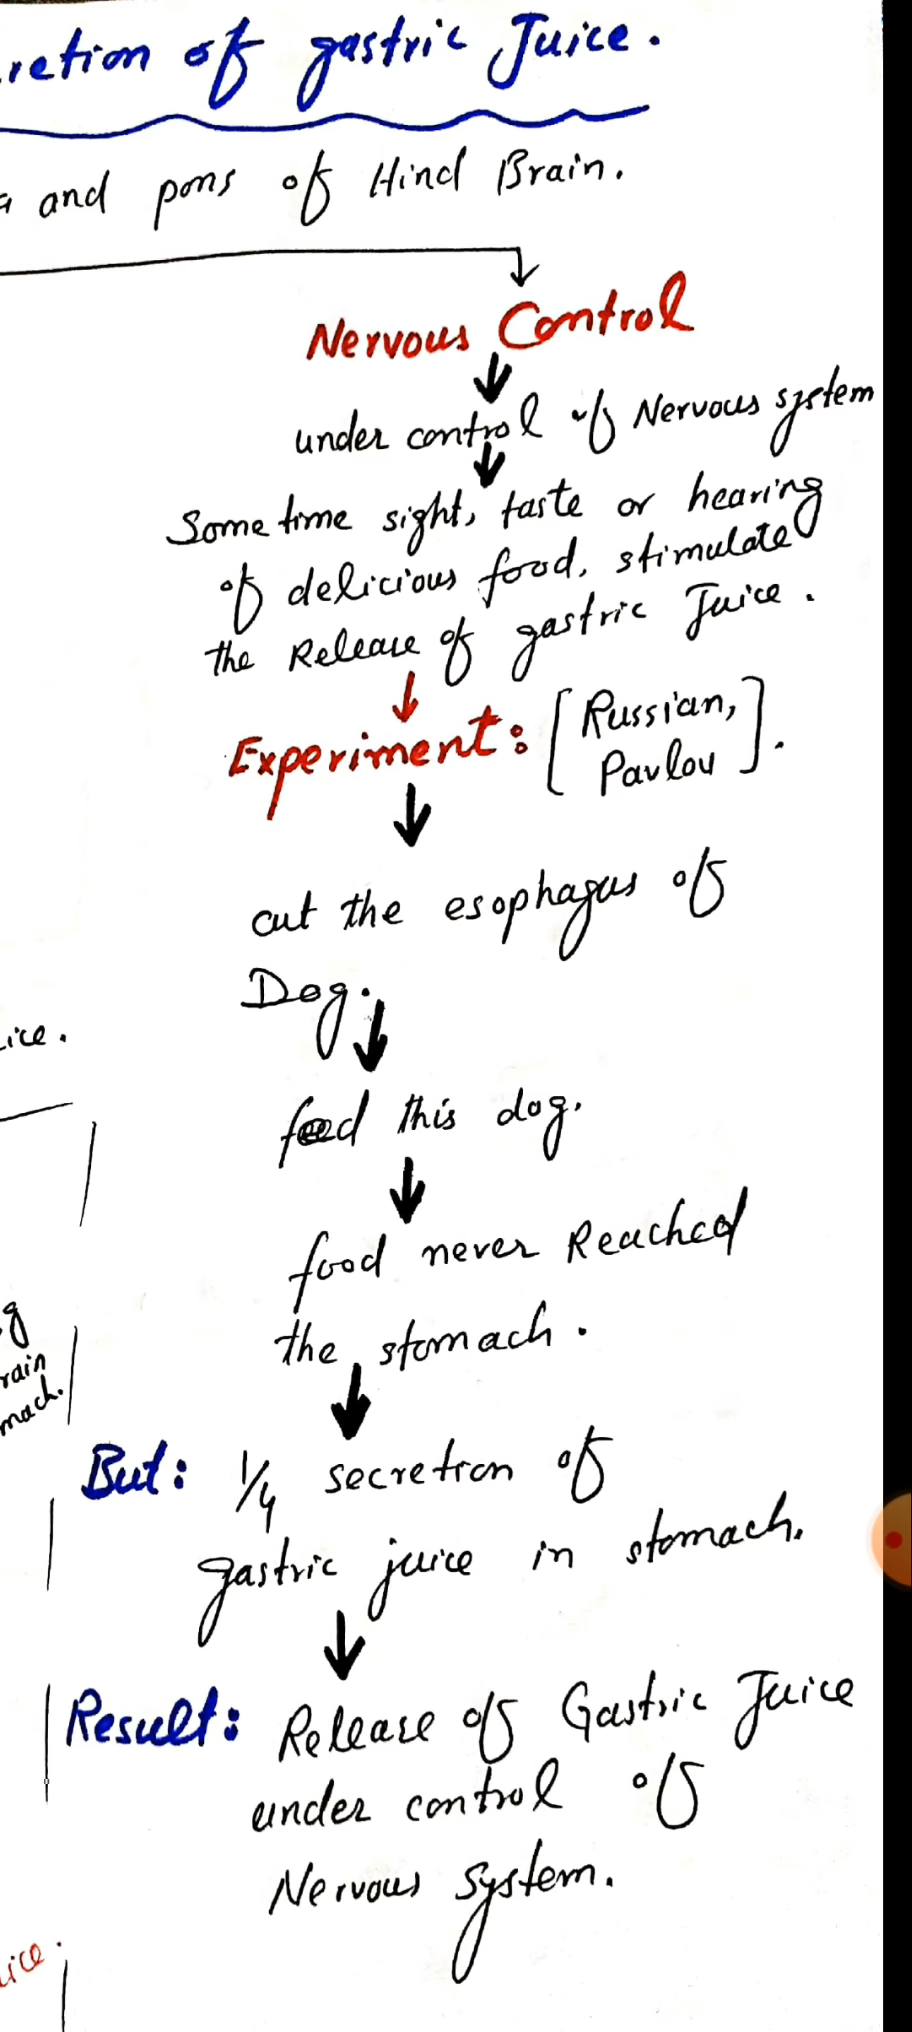 retion of gastric Juice.
and pons of Hind Brain.
Nervous Control
under control of Nervous system
Some time sight, taste or hearing
of delicious food, stimulate
the Release of gastric Juice.
Experiment: [Russian,
Pavlov].
cut the esophagus of
Dog.
ice.
feed this dog.
food never Reached
the stomach.
g
rain
mach.
But: 1/4 secretion of
gastric juice in stomach.
Result: Release of Gastric Juice
under control of
Nervous system.
ice.